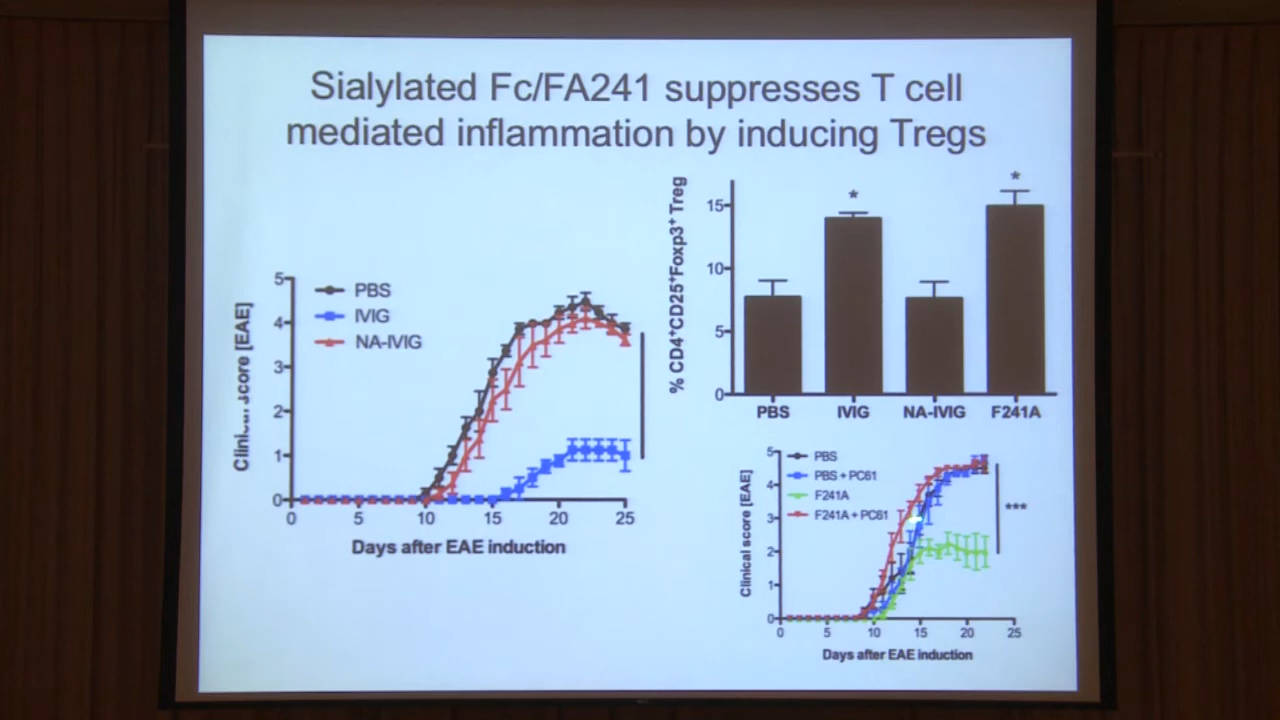 Sialylated Fc/FA241 suppresses T cell
mediated inflammation by inducing Tregs
5
4
3
2
1
0
Clinical score [EAE]
PBS
IVIG
NA-IVIG
0 5 10 15 20 25
Days after EAE induction
% CD4+CD25+Foxp3+ Treg
15
10
5
0
*
*
PBS IVIG NA-IVIG F241A
5
4
3
2
1
0
Clinical score [EAE]
PBS
PBS + PC61
F241A
F241A + PC61
***
0 5 10 15 20 25
Days after EAE induction